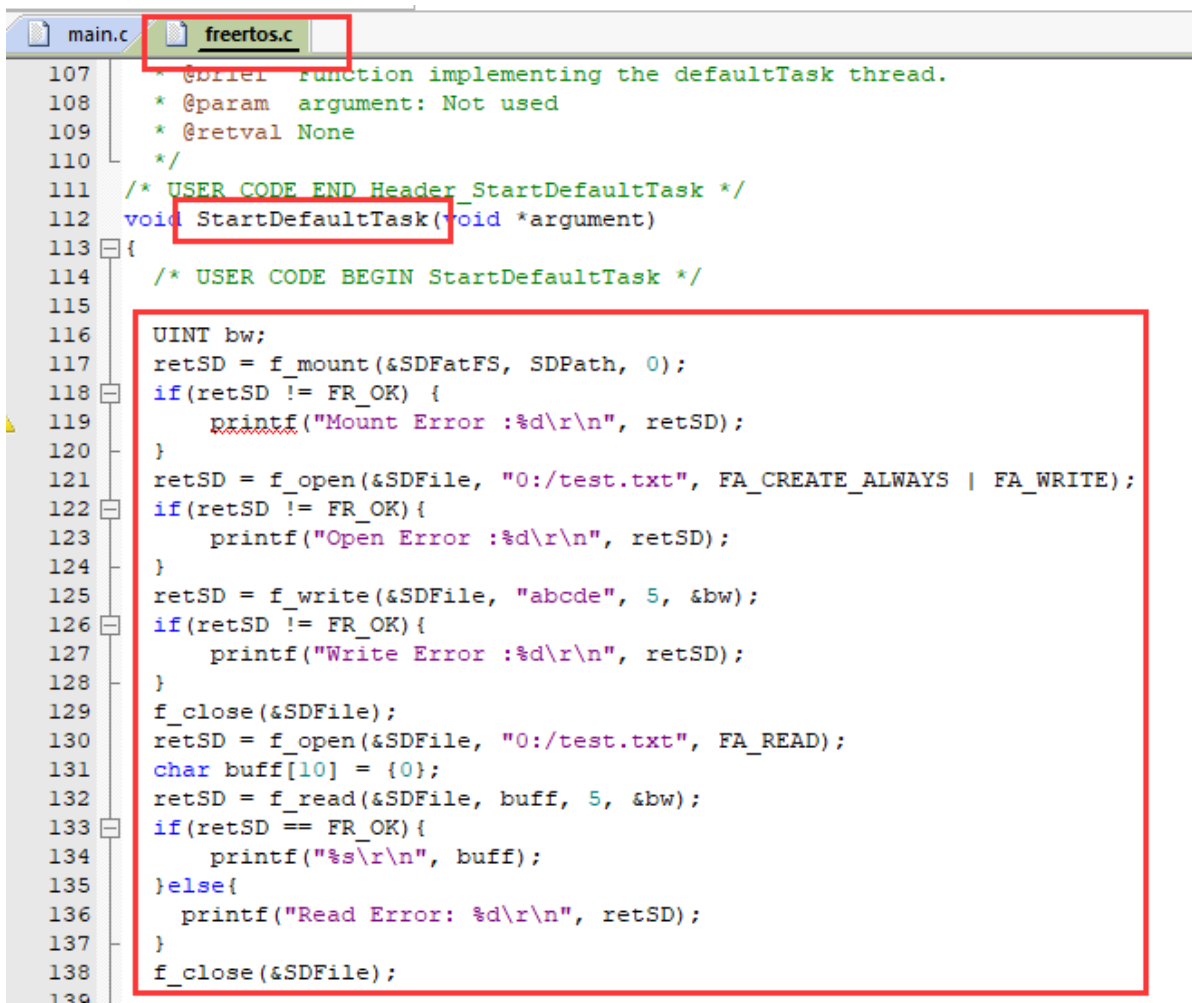 main.c freertos.c
107 * @brief Function implementing the defaultTask thread.
108 * @param argument: Not used
109 * @retval None
110 */
111 /* USER CODE END Header_StartDefaultTask */
112 void StartDefaultTask(void *argument)
113 {
114 /* USER CODE BEGIN StartDefaultTask */
115
116 UINT bw;
117 retSD = f_mount(&SDFatFS, SDPath, 0);
118 if(retSD != FR_OK) {
119 printf("Mount Error :%d\r\n", retSD);
120 }
121 retSD = f_open(&SDFile, "0:/test.txt", FA_CREATE_ALWAYS | FA_WRITE);
122 if(retSD != FR_OK){
123 printf("Open Error :%d\r\n", retSD);
124 }
125 retSD = f_write(&SDFile, "abcde", 5, &bw);
126 if(retSD != FR_OK){
127 printf("Write Error :%d\r\n", retSD);
128 }
129 f_close(&SDFile);
130 retSD = f_open(&SDFile, "0:/test.txt", FA_READ);
131 char buff[10] = {0};
132 retSD = f_read(&SDFile, buff, 5, &bw);
133 if(retSD == FR_OK){
134 printf("%s\r\n", buff);
135 }else{
136 printf("Read Error: %d\r\n", retSD);
137 }
138 f_close(&SDFile);
139